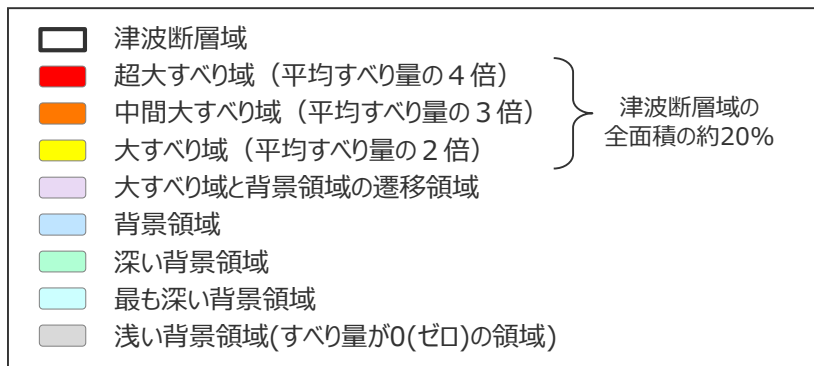 津波断層域
超大すべり域（平均すべり量の４倍）
中間大すべり域（平均すべり量の３倍）
大すべり域（平均すべり量の２倍）
津波断層域の
全面積の約20%
大すべり域と背景領域の遷移領域
背景領域
深い背景領域
最も深い背景領域
浅い背景領域(すべり量が0(ゼロ)の領域)